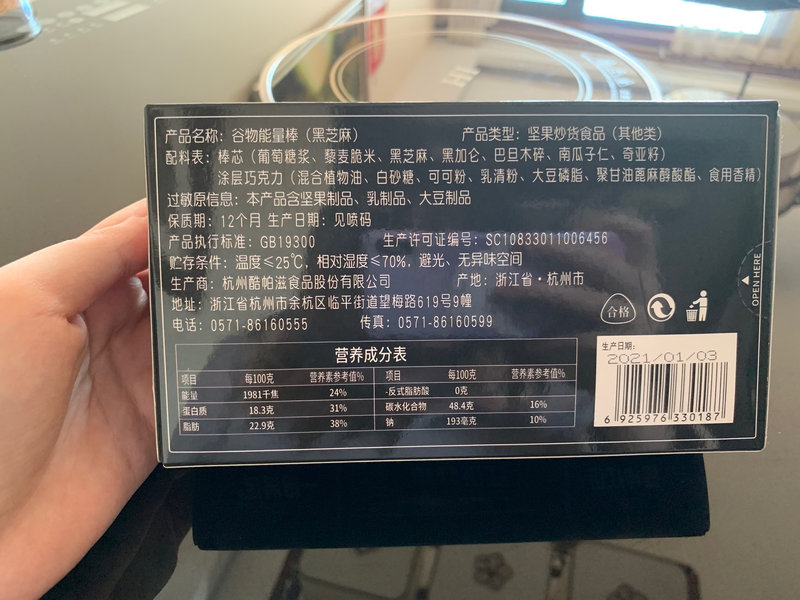 产品名称：谷物能量棒（黑芝麻） 产品类型：坚果炒货食品（其他类）
配料表：棒芯（葡萄糖浆、藜麦脆米、黑芝麻、黑加仑、巴旦木碎、南瓜子仁、奇亚籽）
涂层巧克力（混合植物油、白砂糖、可可粉、乳清粉、大豆磷脂、聚甘油蓖麻醇酸酯、食用香精）
过敏原信息：本产品含坚果制品、乳制品、大豆制品
保质期：12个月 生产日期：见喷码
产品执行标准：GB19300 生产许可证编号：SC10833011006456
贮存条件：温度≤25℃，相对湿度≤70%，避光、无异味空间
生产商：杭州酷帕滋食品股份有限公司 产地：浙江省·杭州市
地址：浙江省杭州市余杭区临平街道望梅路619号9幢
电话：0571-86160555 传真：0571-86160599
OPEN HERE
合格
营养成分表
项目 每100克 营养素参考值% 项目 每100克 营养素参考值%
能量 1981千焦 24% -反式脂肪酸 0克
蛋白质 18.3克 31% 碳水化合物 48.4克 16%
脂肪 22.9克 38% 钠 193毫克 10%
生产日期：
2021/01/03
6 925976 330187